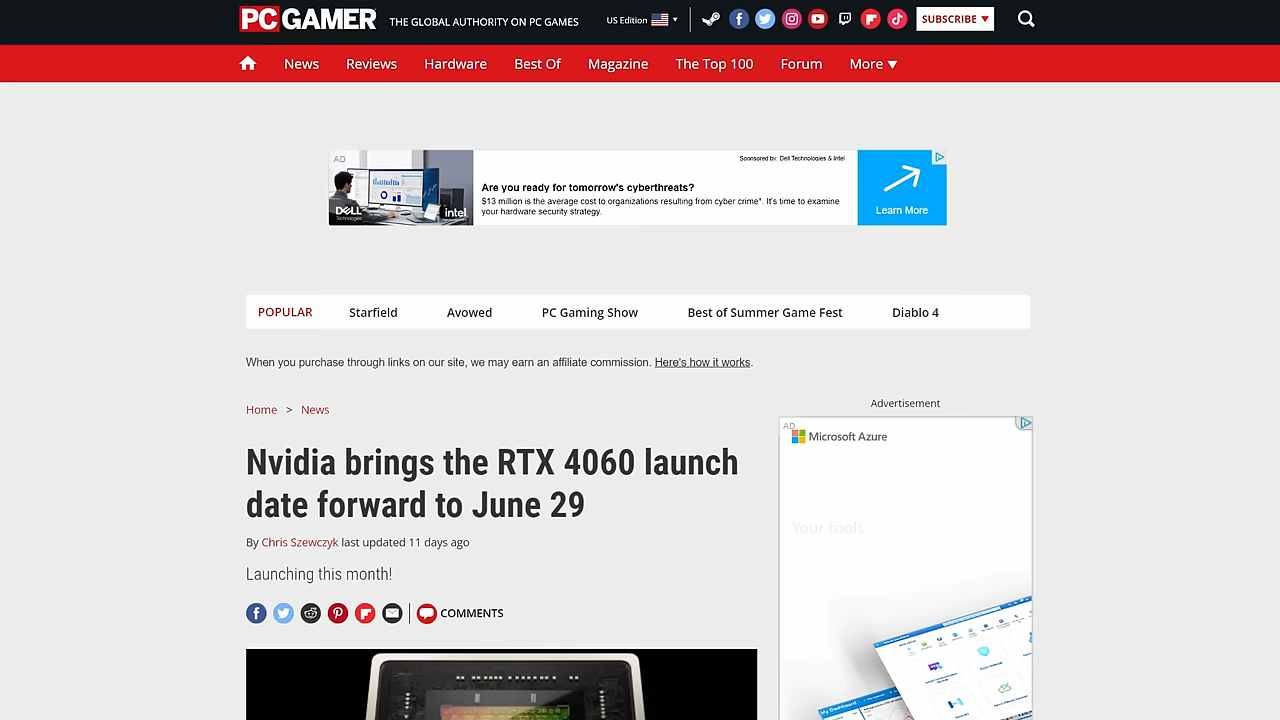 PC GAMER
THE GLOBAL AUTHORITY ON PC GAMES
US Edition
SUBSCRIBE
News
Reviews
Hardware
Best Of
Magazine
The Top 100
Forum
More
AD
DELL
Technologies
intel.
Sponsored by: Dell Technologies & Intel
Are you ready for tomorrow's cyberthreats?
$13 million is the average cost to organizations resulting from cyber crime*. It's time to examine
your hardware security strategy.
Learn More
POPULAR
Starfield
Avowed
PC Gaming Show
Best of Summer Game Fest
Diablo 4
When you purchase through links on our site, we may earn an affiliate commission. Here's how it works.
Home > News
Nvidia brings the RTX 4060 launch
date forward to June 29
By Chris Szewczyk last updated 11 days ago
Launching this month!
COMMENTS
Advertisement
AD
Microsoft Azure
Your tools.
My Dashboard